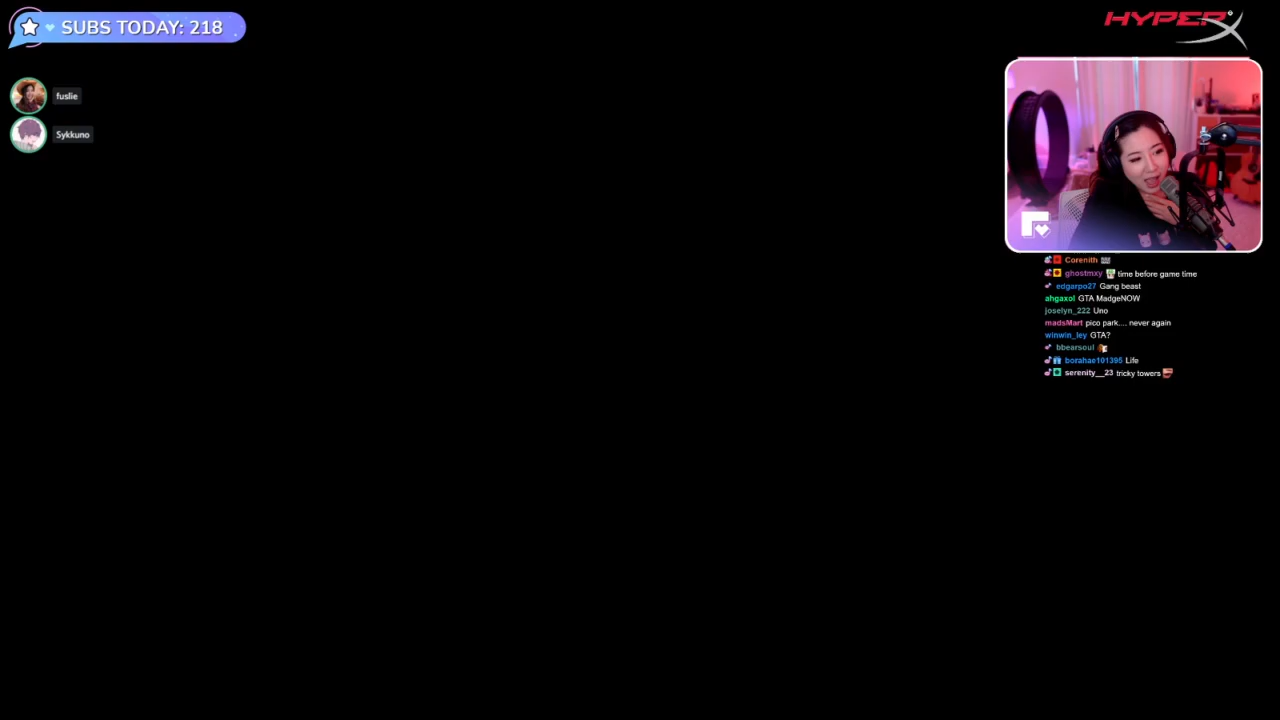 SUBS TODAY: 218
HYPERX
fuslie
Sykkuno
Corenith
ghostmxy time before game time
edgarpo27 Gang beast
ahgaxol GTA MadgeNOW
joselyn_222 Uno
madsMart pico park.... never again
winwin_ley GTA?
bbearsoul
borahae101395 Life
serenity__23 tricky towers